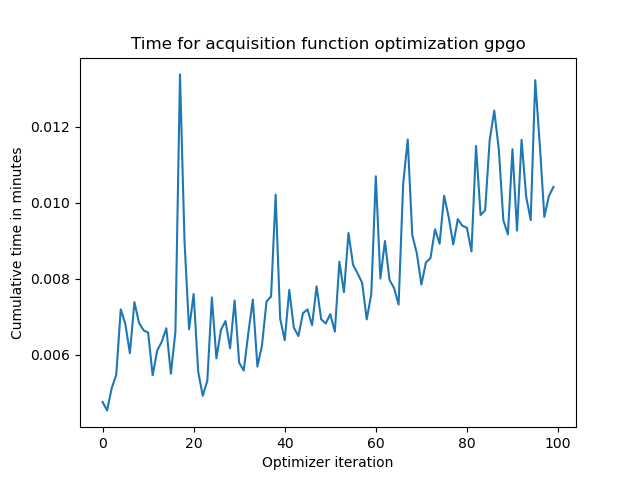 Time for acquisition function optimization gpgo
Cumulative time in minutes
0.012
0.010
0.008
0.006
0 20 40 60 80 100
Optimizer iteration